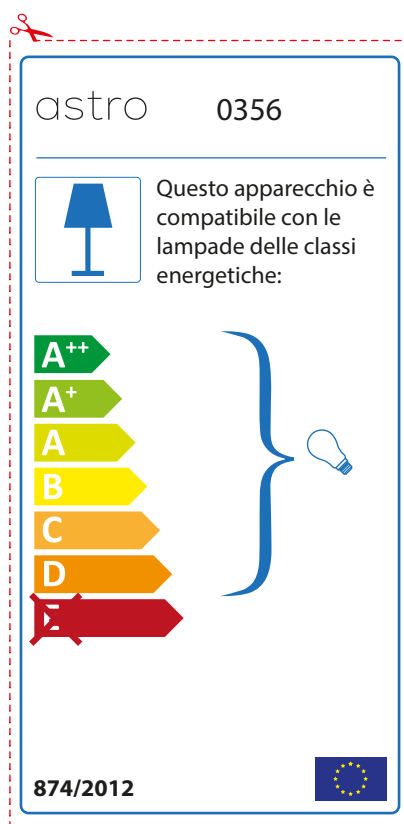 astro 0356
Questo apparecchio è
compatibile con le
lampade delle classi
energetiche:
A++
A+
A
B
C
D
E
874/2012